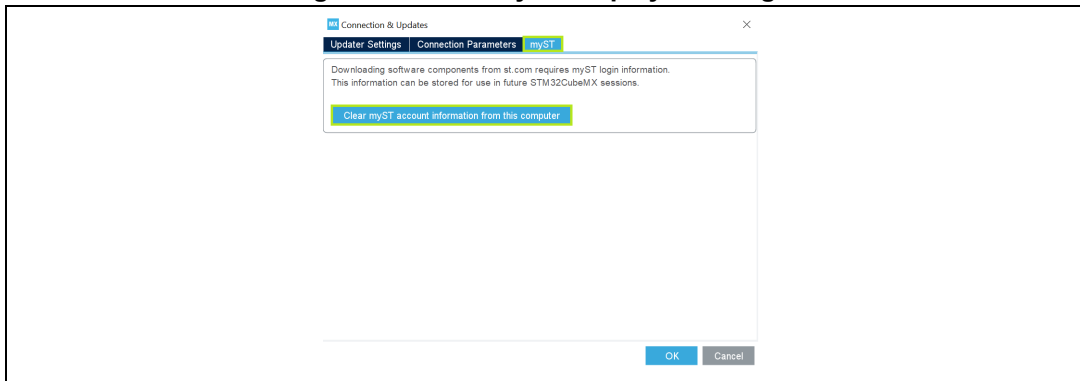 MX Connection & Updates
Updater Settings Connection Parameters myST
Downloading software components from st.com requires myST login information.
This information can be stored for use in future STM32CubeMX sessions.
Clear myST account information from this computer
OK Cancel